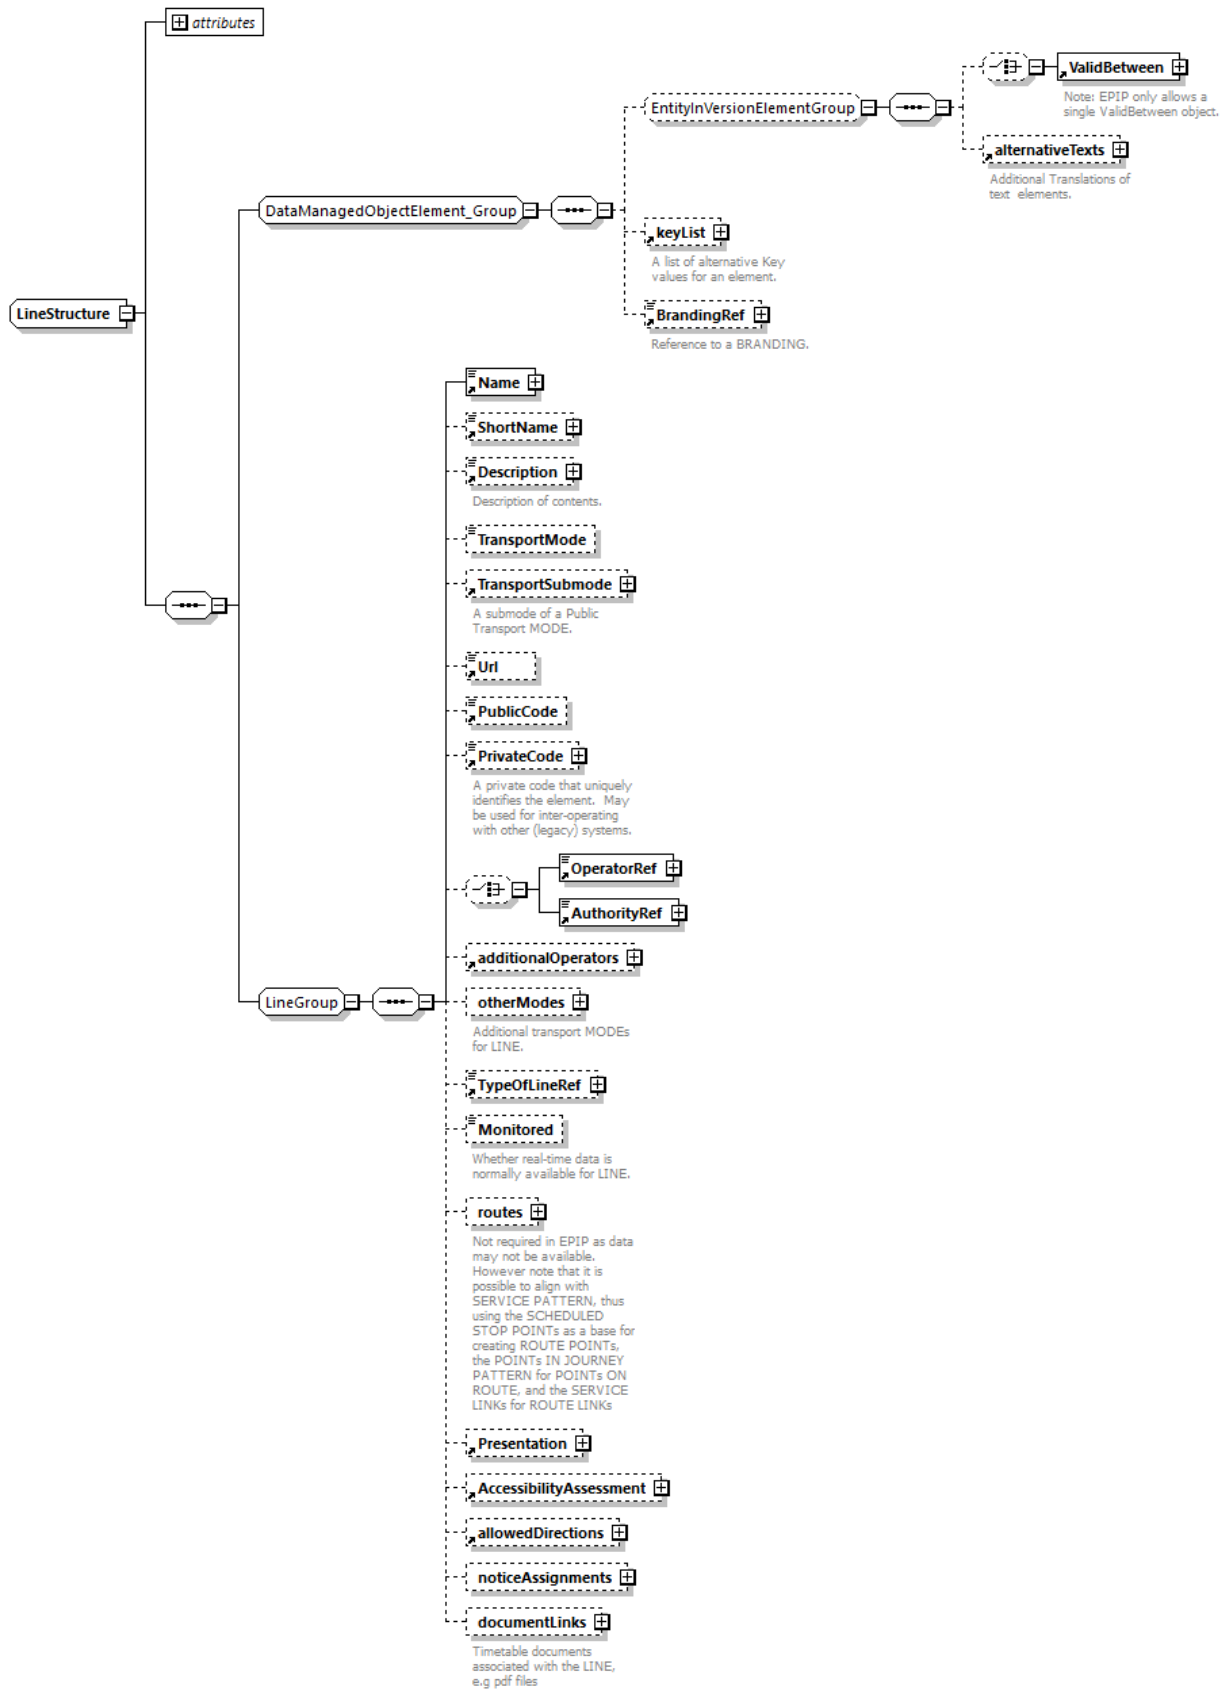 attributes
ValidBetween
Note: EPIP only allows a
single ValidBetween object.
EntityInVersionElementGroup
alternativeTexts
Additional Translations of
text elements.
DataManagedObjectElement_Group
keyList
A list of alternative Key
values for an element.
LineStructure
BrandingRef
Reference to a BRANDING.
Name
ShortName
Description
Description of contents.
TransportMode
TransportSubmode
A submode of a Public
Transport MODE.
Url
PublicCode
PrivateCode
A private code that uniquely
identifies the element. May
be used for inter-operating
with other (legacy) systems.
OperatorRef
AuthorityRef
additionalOperators
LineGroup
otherModes
Additional transport MODEs
for LINE.
TypeOfLineRef
Monitored
Whether real-time data is
normally available for LINE.
routes
Not required in EPIP as data
may not be available.
However note that it is
possible to align with
SERVICE PATTERN, thus
using the SCHEDULED
STOP POINTs as a base for
creating ROUTE POINTs,
the POINTs IN JOURNEY
PATTERN for POINTs ON
ROUTE, and the SERVICE
LINKs for ROUTE LINKs
Presentation
AccessibilityAssessment
allowedDirections
noticeAssignments
documentLinks
Timetable documents
associated with the LINE,
e.g pdf files